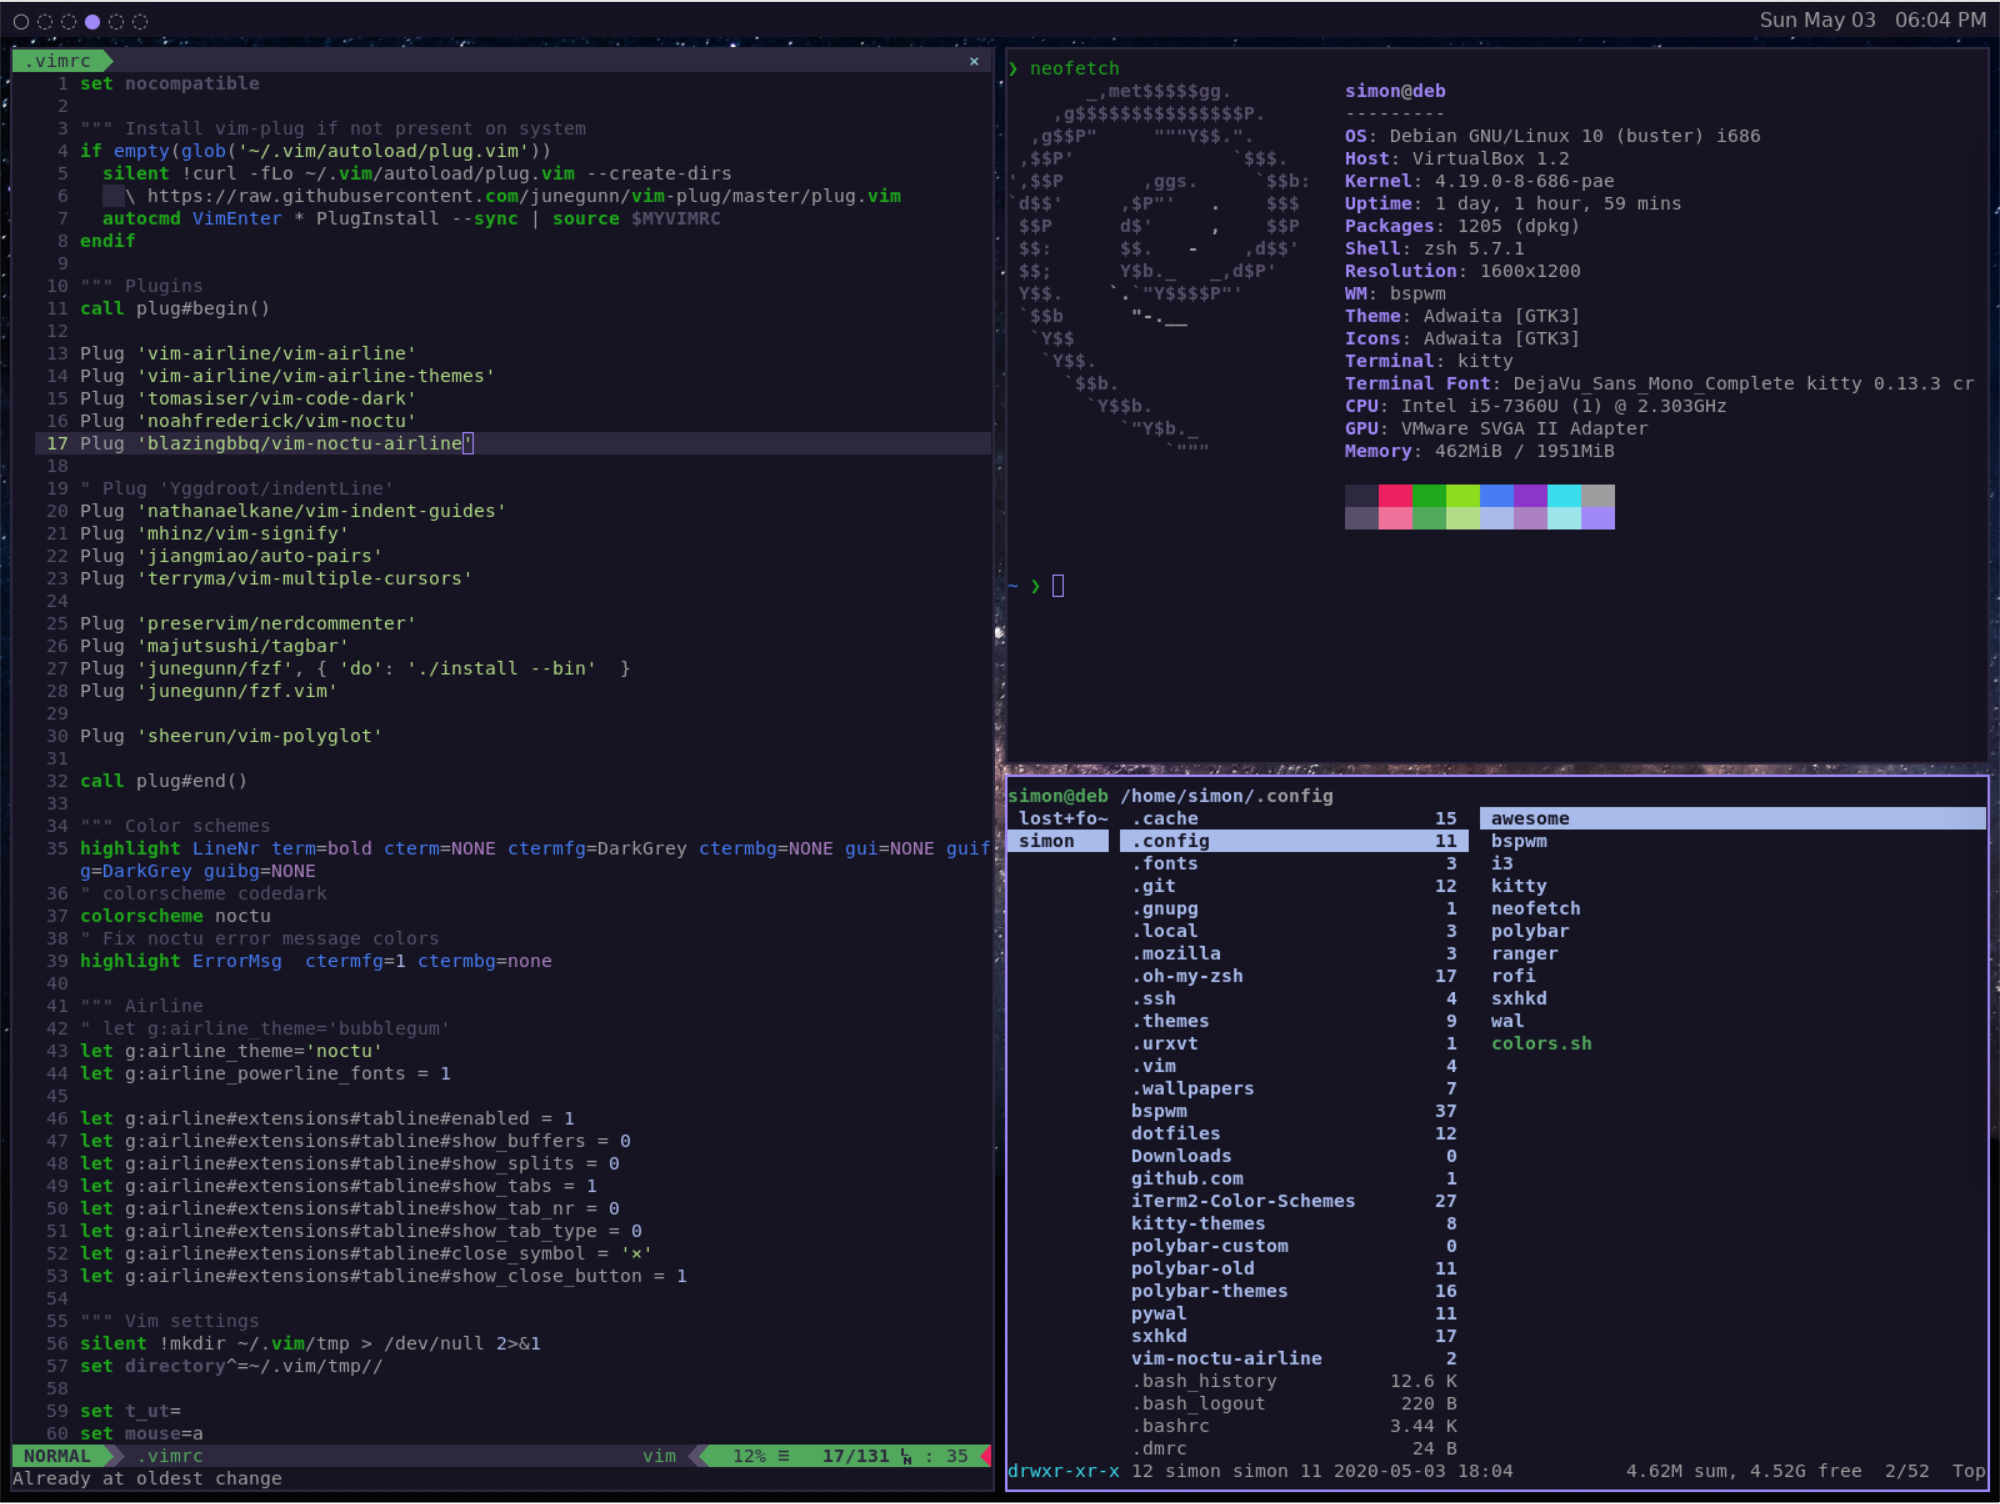 Sun May 03 06:04 PM
.vimrc ×
1 set nocompatible
2
3 """ Install vim-plug if not present on system
4 if empty(glob('~/.vim/autoload/plug.vim'))
5 silent !curl -fLo ~/.vim/autoload/plug.vim --create-dirs
6 \ https://raw.githubusercontent.com/junegunn/vim-plug/master/plug.vim
7 autocmd VimEnter * PlugInstall --sync | source $MYVIMRC
8 endif
9
10 """ Plugins
11 call plug#begin()
12
13 Plug 'vim-airline/vim-airline'
14 Plug 'vim-airline/vim-airline-themes'
15 Plug 'tomasiser/vim-code-dark'
16 Plug 'noahfrederick/vim-noctu'
17 Plug 'blazingbbq/vim-noctu-airline'
18
19 " Plug 'Yggdroot/indentLine'
20 Plug 'nathanaelkane/vim-indent-guides'
21 Plug 'mhinz/vim-signify'
22 Plug 'jiangmiao/auto-pairs'
23 Plug 'terryma/vim-multiple-cursors'
24
25 Plug 'preservim/nerdcommenter'
26 Plug 'majutsushi/tagbar'
27 Plug 'junegunn/fzf', { 'do': './install --bin'  }
28 Plug 'junegunn/fzf.vim'
29
30 Plug 'sheerun/vim-polyglot'
31
32 call plug#end()
33
34 """ Color schemes
35 highlight LineNr term=bold cterm=NONE ctermfg=DarkGrey ctermbg=NONE gui=NONE guif
g=DarkGrey guibg=NONE
36 " colorscheme codedark
37 colorscheme noctu
38 " Fix noctu error message colors
39 highlight ErrorMsg  ctermfg=1 ctermbg=none
40
41 """ Airline
42 " let g:airline_theme='bubblegum'
43 let g:airline_theme='noctu'
44 let g:airline_powerline_fonts = 1
45
46 let g:airline#extensions#tabline#enabled = 1
47 let g:airline#extensions#tabline#show_buffers = 0
48 let g:airline#extensions#tabline#show_splits = 0
49 let g:airline#extensions#tabline#show_tabs = 1
50 let g:airline#extensions#tabline#show_tab_nr = 0
51 let g:airline#extensions#tabline#show_tab_type = 0
52 let g:airline#extensions#tabline#close_symbol = '×'
53 let g:airline#extensions#tabline#show_close_button = 1
54
55 """ Vim settings
56 silent !mkdir ~/.vim/tmp > /dev/null 2>&1
57 set directory^=~/.vim/tmp//
58
59 set t_ut=
60 set mouse=a
NORMAL .vimrc vim 12% ≡ 17/131 : 35
Already at oldest change
❯ neofetch
_,met$$$$$gg.
,g$$$$$$$$$$$$$$$P.
,g$$P"     """Y$$.".
,$$P'              `$$$.
',$$P       ,ggs.     `$$b:
`d$$'     ,$P"'   .    $$$
$$P      d$'     ,    $$P
$$:      $$.   -    ,d$$'
$$;      Y$b._   _,d$P'
Y$$.    `.`"Y$$$$P"'
`$$b      "-.__
`Y$$
`Y$$.
`$$b.
`Y$$b.
`"Y$b._
`"""
simon@deb
---------
OS: Debian GNU/Linux 10 (buster) i686
Host: VirtualBox 1.2
Kernel: 4.19.0-8-686-pae
Uptime: 1 day, 1 hour, 59 mins
Packages: 1205 (dpkg)
Shell: zsh 5.7.1
Resolution: 1600x1200
WM: bspwm
Theme: Adwaita [GTK3]
Icons: Adwaita [GTK3]
Terminal: kitty
Terminal Font: DejaVu_Sans_Mono_Complete kitty 0.13.3 cr
CPU: Intel i5-7360U (1) @ 2.303GHz
GPU: VMware SVGA II Adapter
Memory: 462MiB / 1951MiB
~ ❯
simon@deb /home/simon/.config
lost+fo~
simon
.cache 15
.config 11
.fonts 3
.git 12
.gnupg 1
.local 3
.mozilla 3
.oh-my-zsh 17
.ssh 4
.themes 9
.urxvt 1
.vim 4
.wallpapers 7
bspwm 37
dotfiles 12
Downloads 0
github.com 1
iTerm2-Color-Schemes 27
kitty-themes 8
polybar-custom 0
polybar-old 11
polybar-themes 16
pywal 11
sxhkd 17
vim-noctu-airline 2
.bash_history 12.6 K
.bash_logout 220 B
.bashrc 3.44 K
.dmrc 24 B
awesome
bspwm
i3
kitty
neofetch
polybar
ranger
rofi
sxhkd
wal
colors.sh
drwxr-xr-x 12 simon simon 11 2020-05-03 18:04 4.62M sum, 4.52G free 2/52 Top